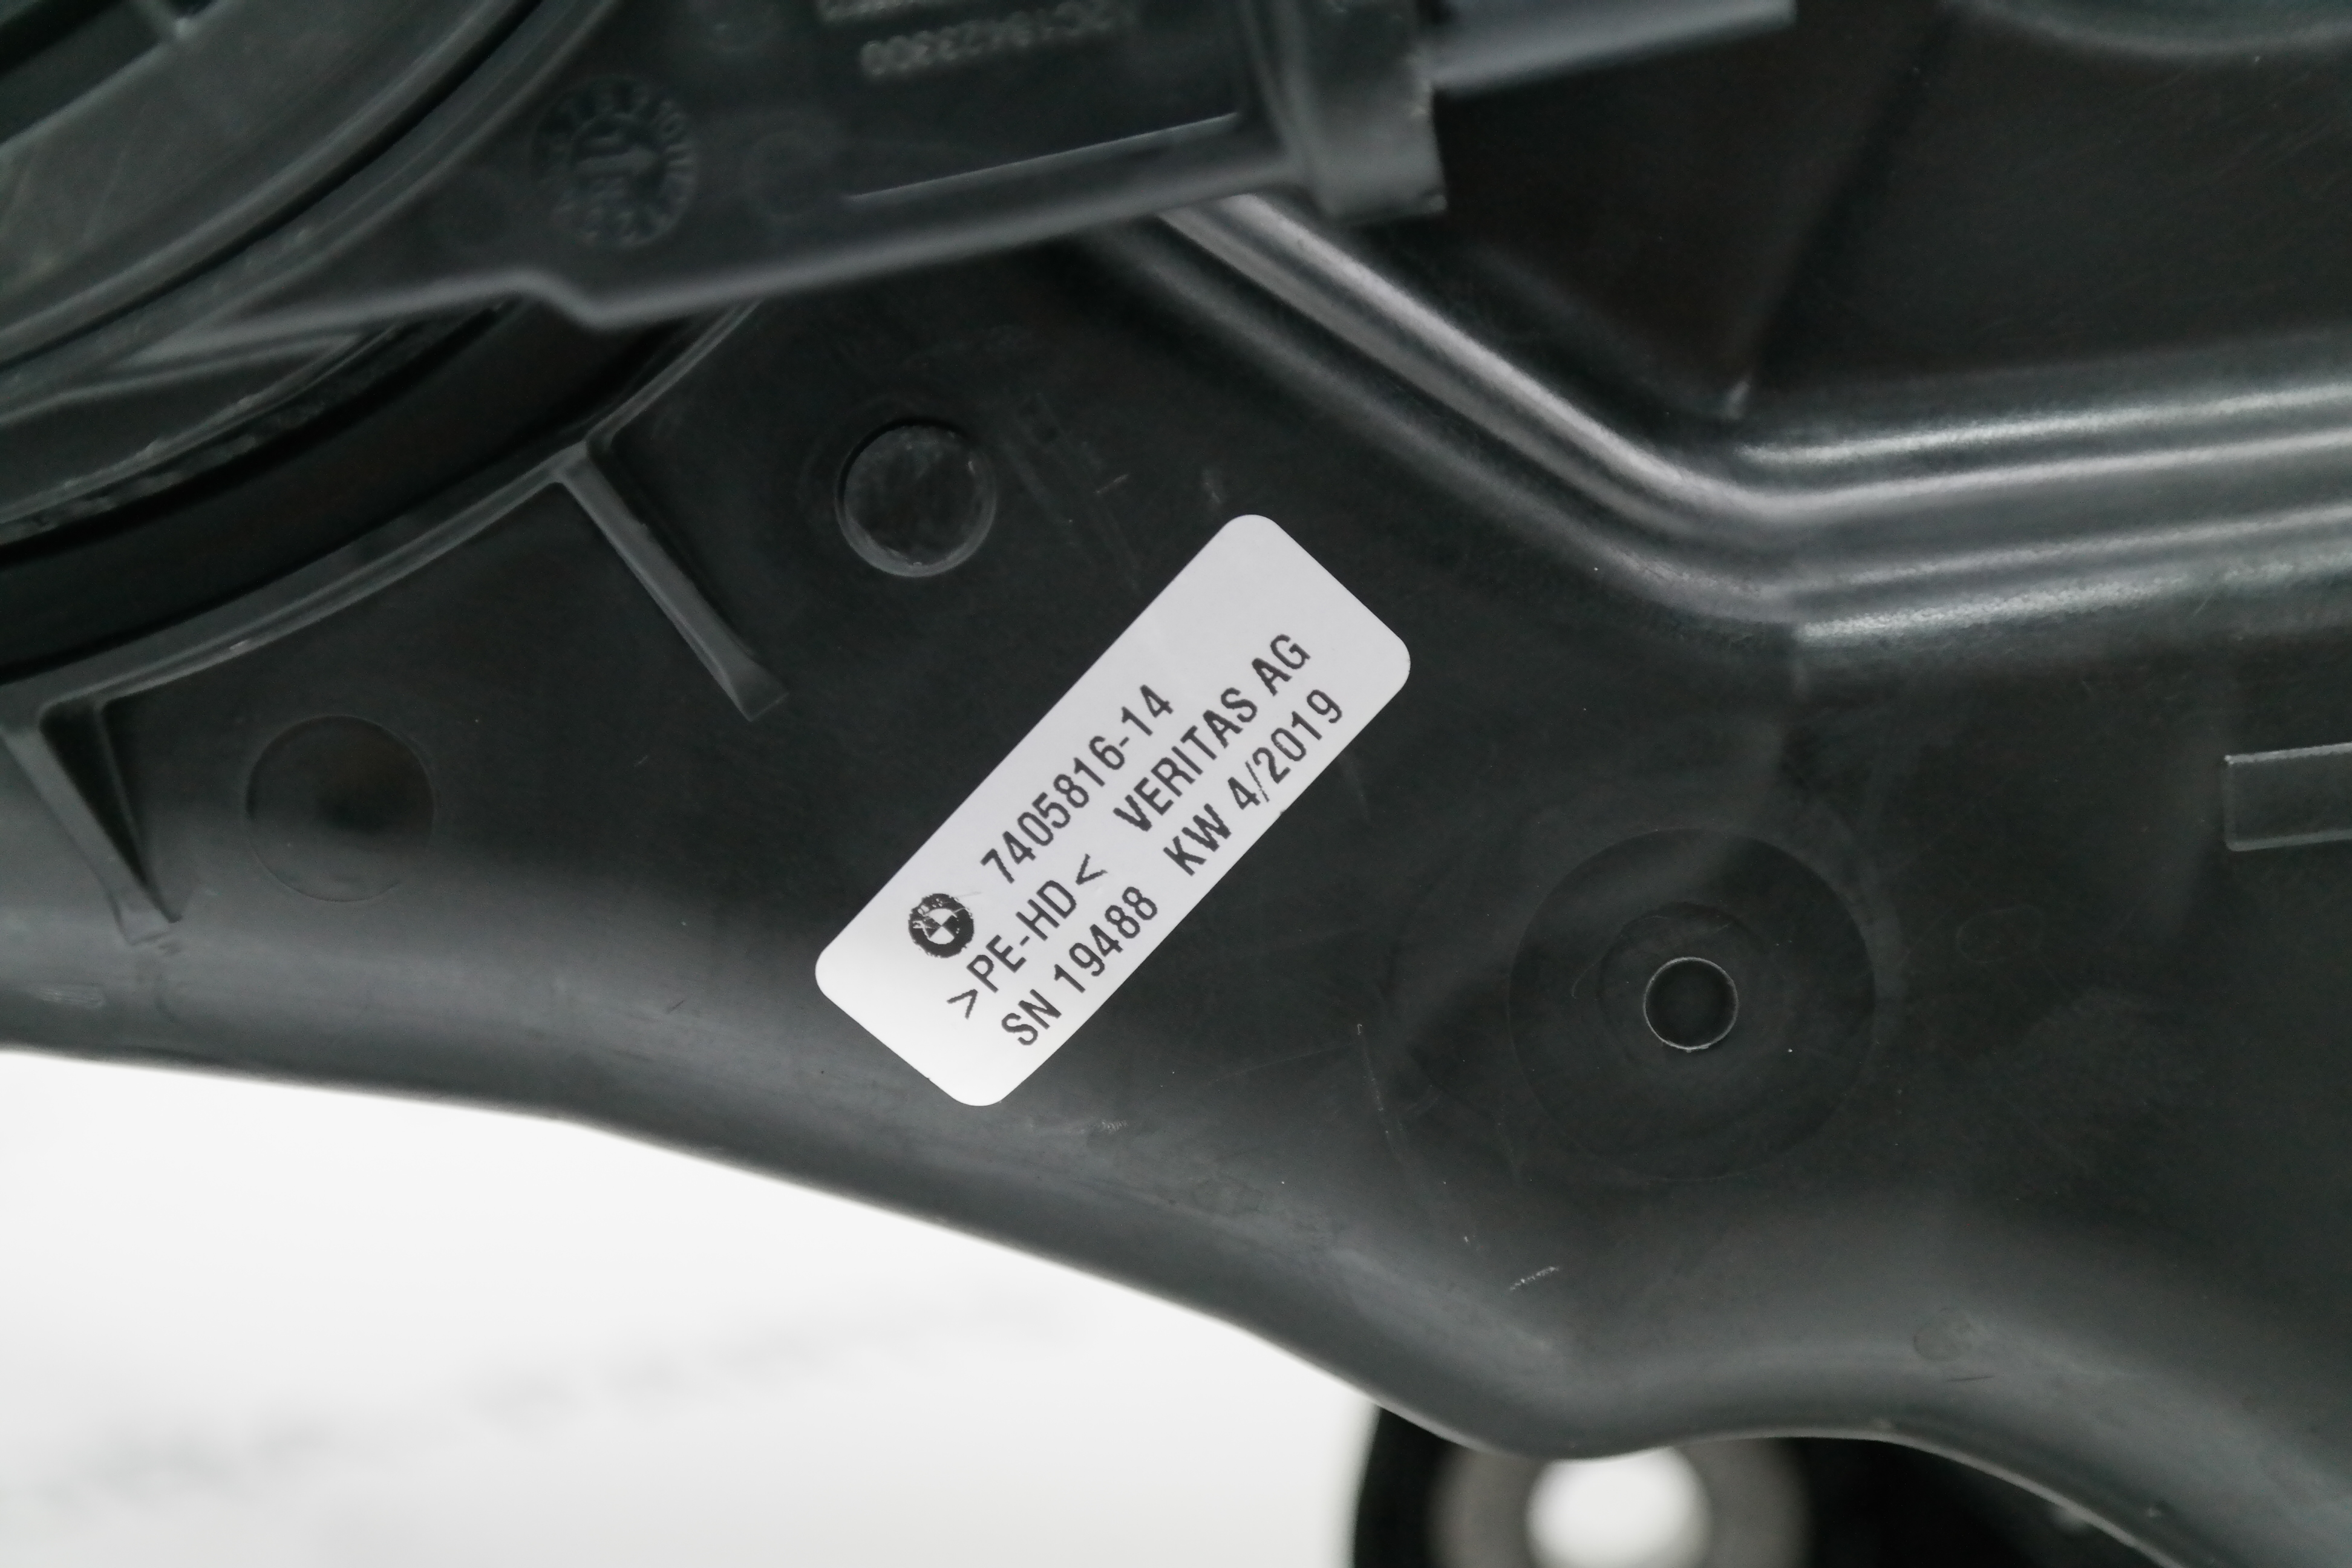 7405816-14
>PE-HD< VERITAS AG
SN 19488 KW 4/2019